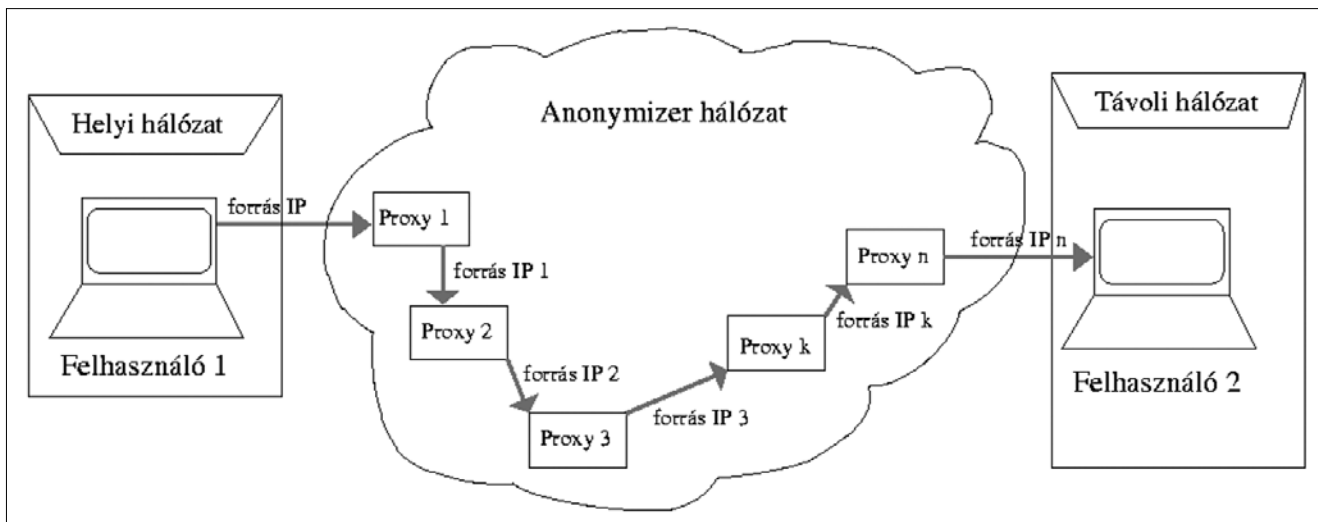 Helyi hálózat
Felhasználó 1
forrás IP
Anonymizer hálózat
Proxy 1
forrás IP 1
Proxy 2
forrás IP 2
Proxy 3
forrás IP 3
Proxy k
forrás IP k
Proxy n
forrás IP n
Távoli hálózat
Felhasználó 2